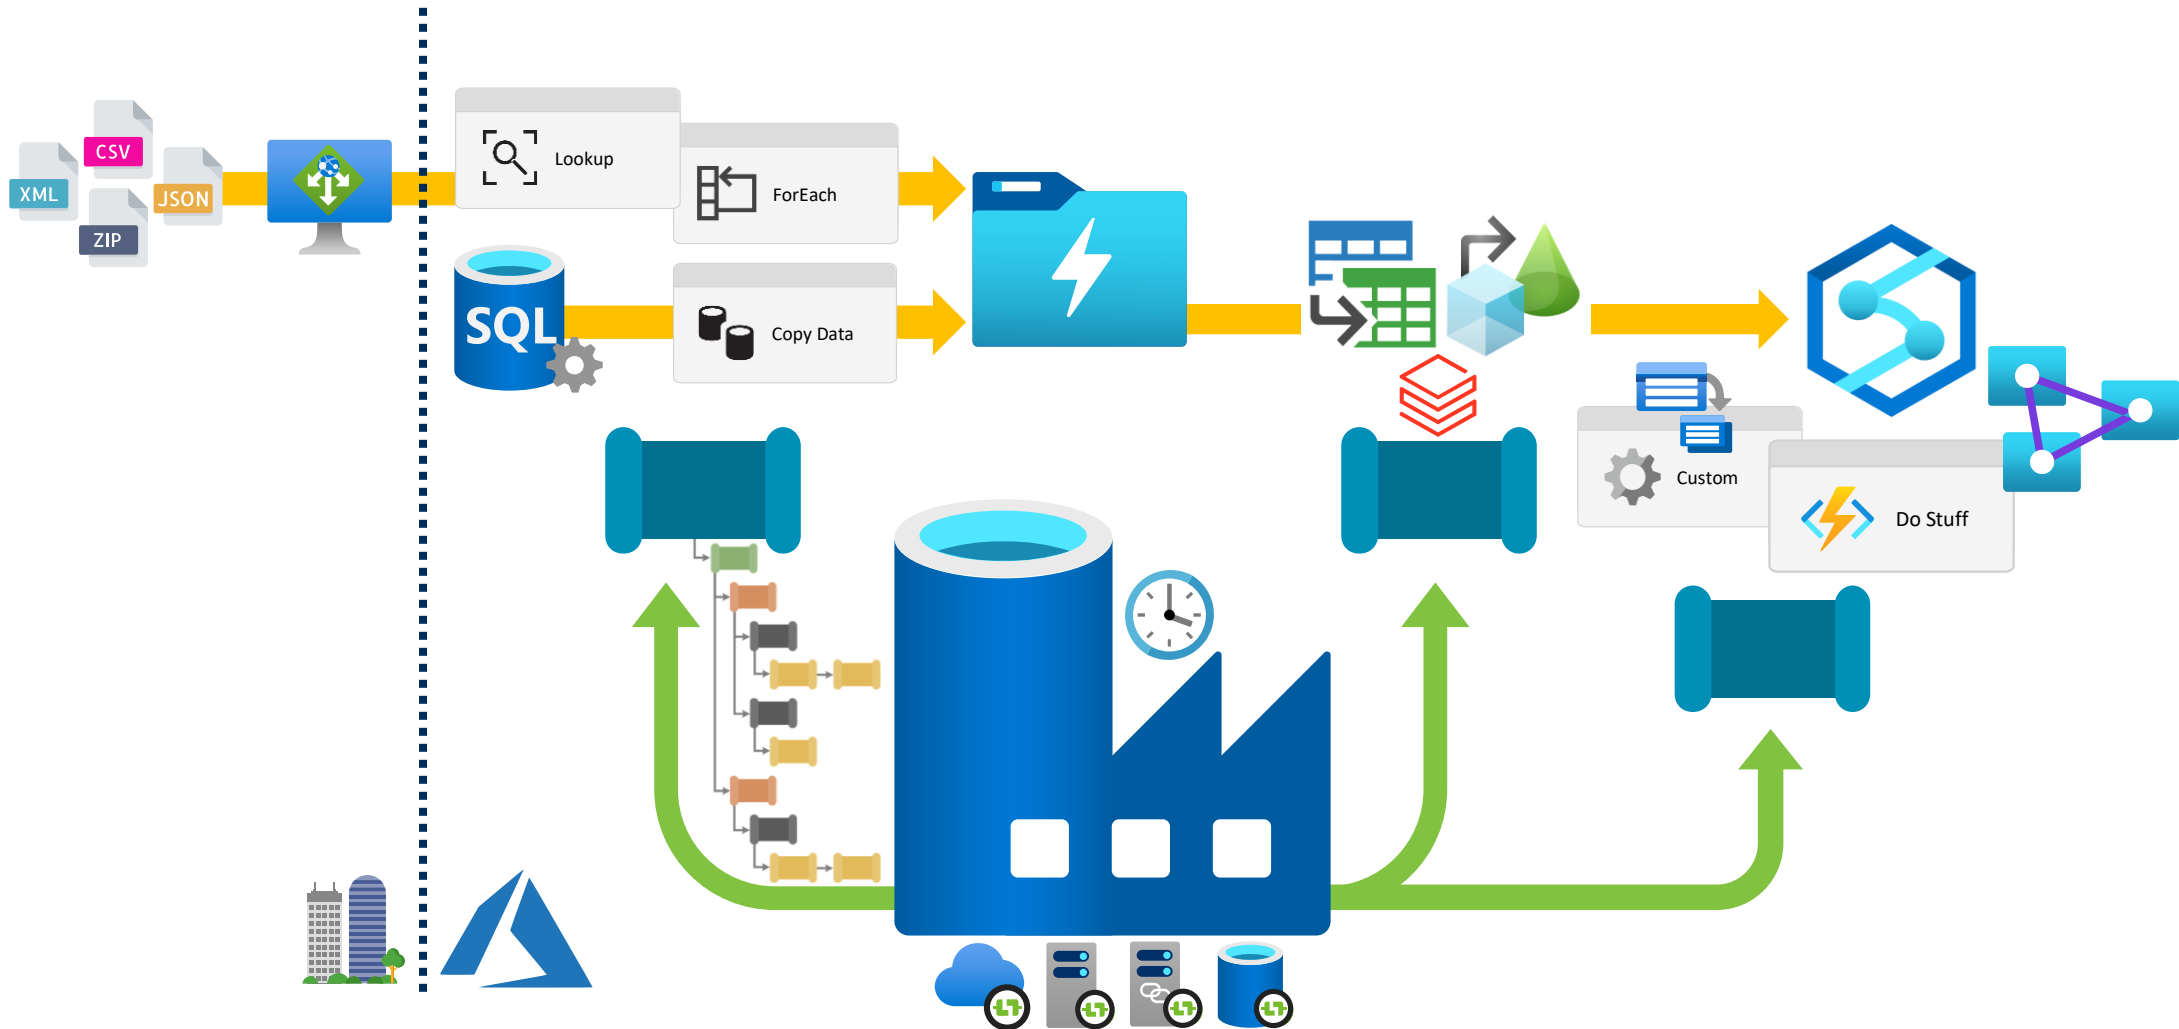 CSV
XML
JSON
ZIP
Lookup
ForEach
SQL
Copy Data
Custom
Do Stuff